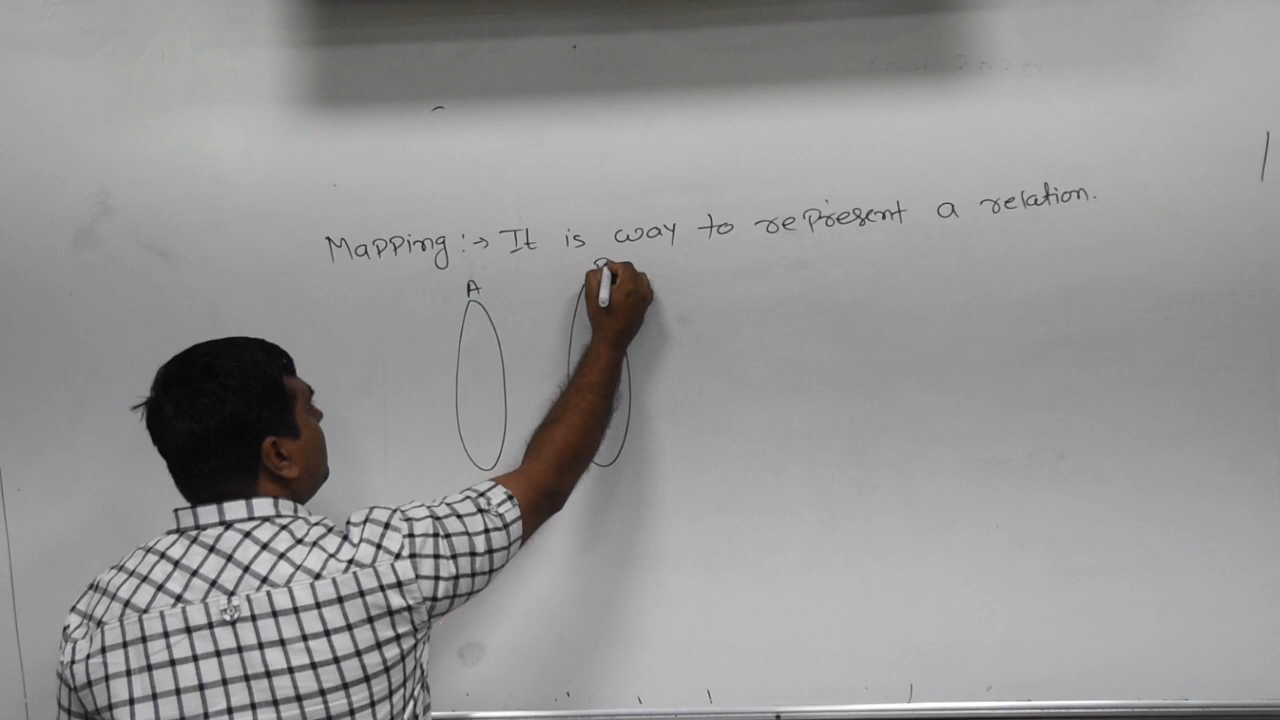 Mapping :→ It is way to represent a relation.
A